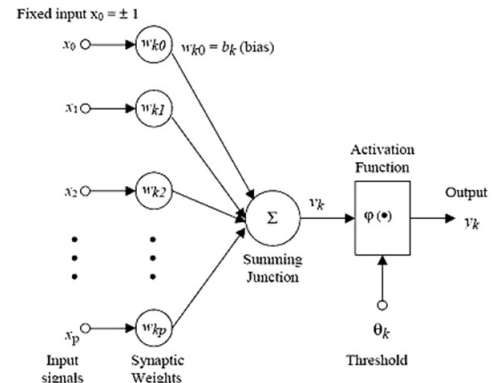 Fixed input x0 = ± 1
x0
wk0
wk0 = bk (bias)
x1
wk1
x2
wk2
Σ
Summing
Junction
vk
Activation
Function
φ (•)
Output
yk
xp
wkp
θk
Input
signals
Synaptic
Weights
Threshold